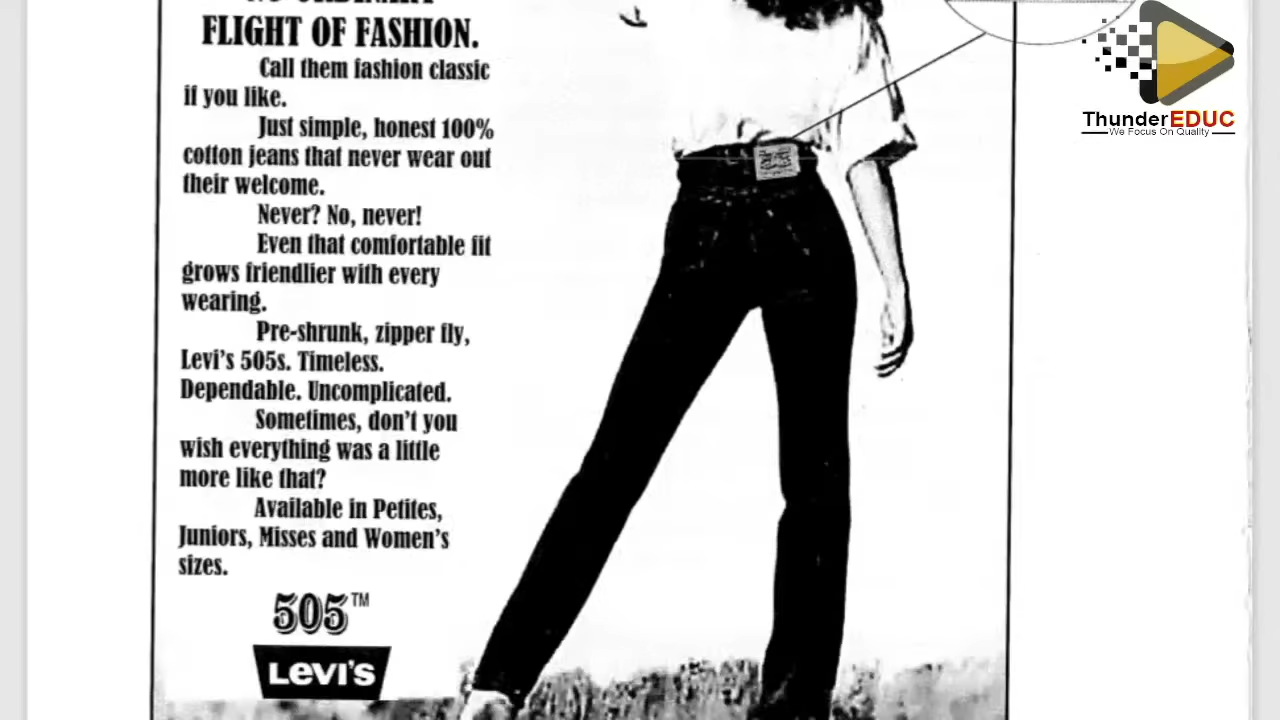 FLIGHT OF FASHION.
Call them fashion classic
if you like.
Just simple, honest 100%
cotton jeans that never wear out
their welcome.
Never? No, never!
Even that comfortable fit
grows friendlier with every
wearing.
Pre-shrunk, zipper fly,
Levi's 505s. Timeless.
Dependable. Uncomplicated.
Sometimes, don't you
wish everything was a little
more like that?
Available in Petites,
Juniors, Misses and Women's
sizes.
505™
LEVI'S
ThunderEDUC
We Focus On Quality